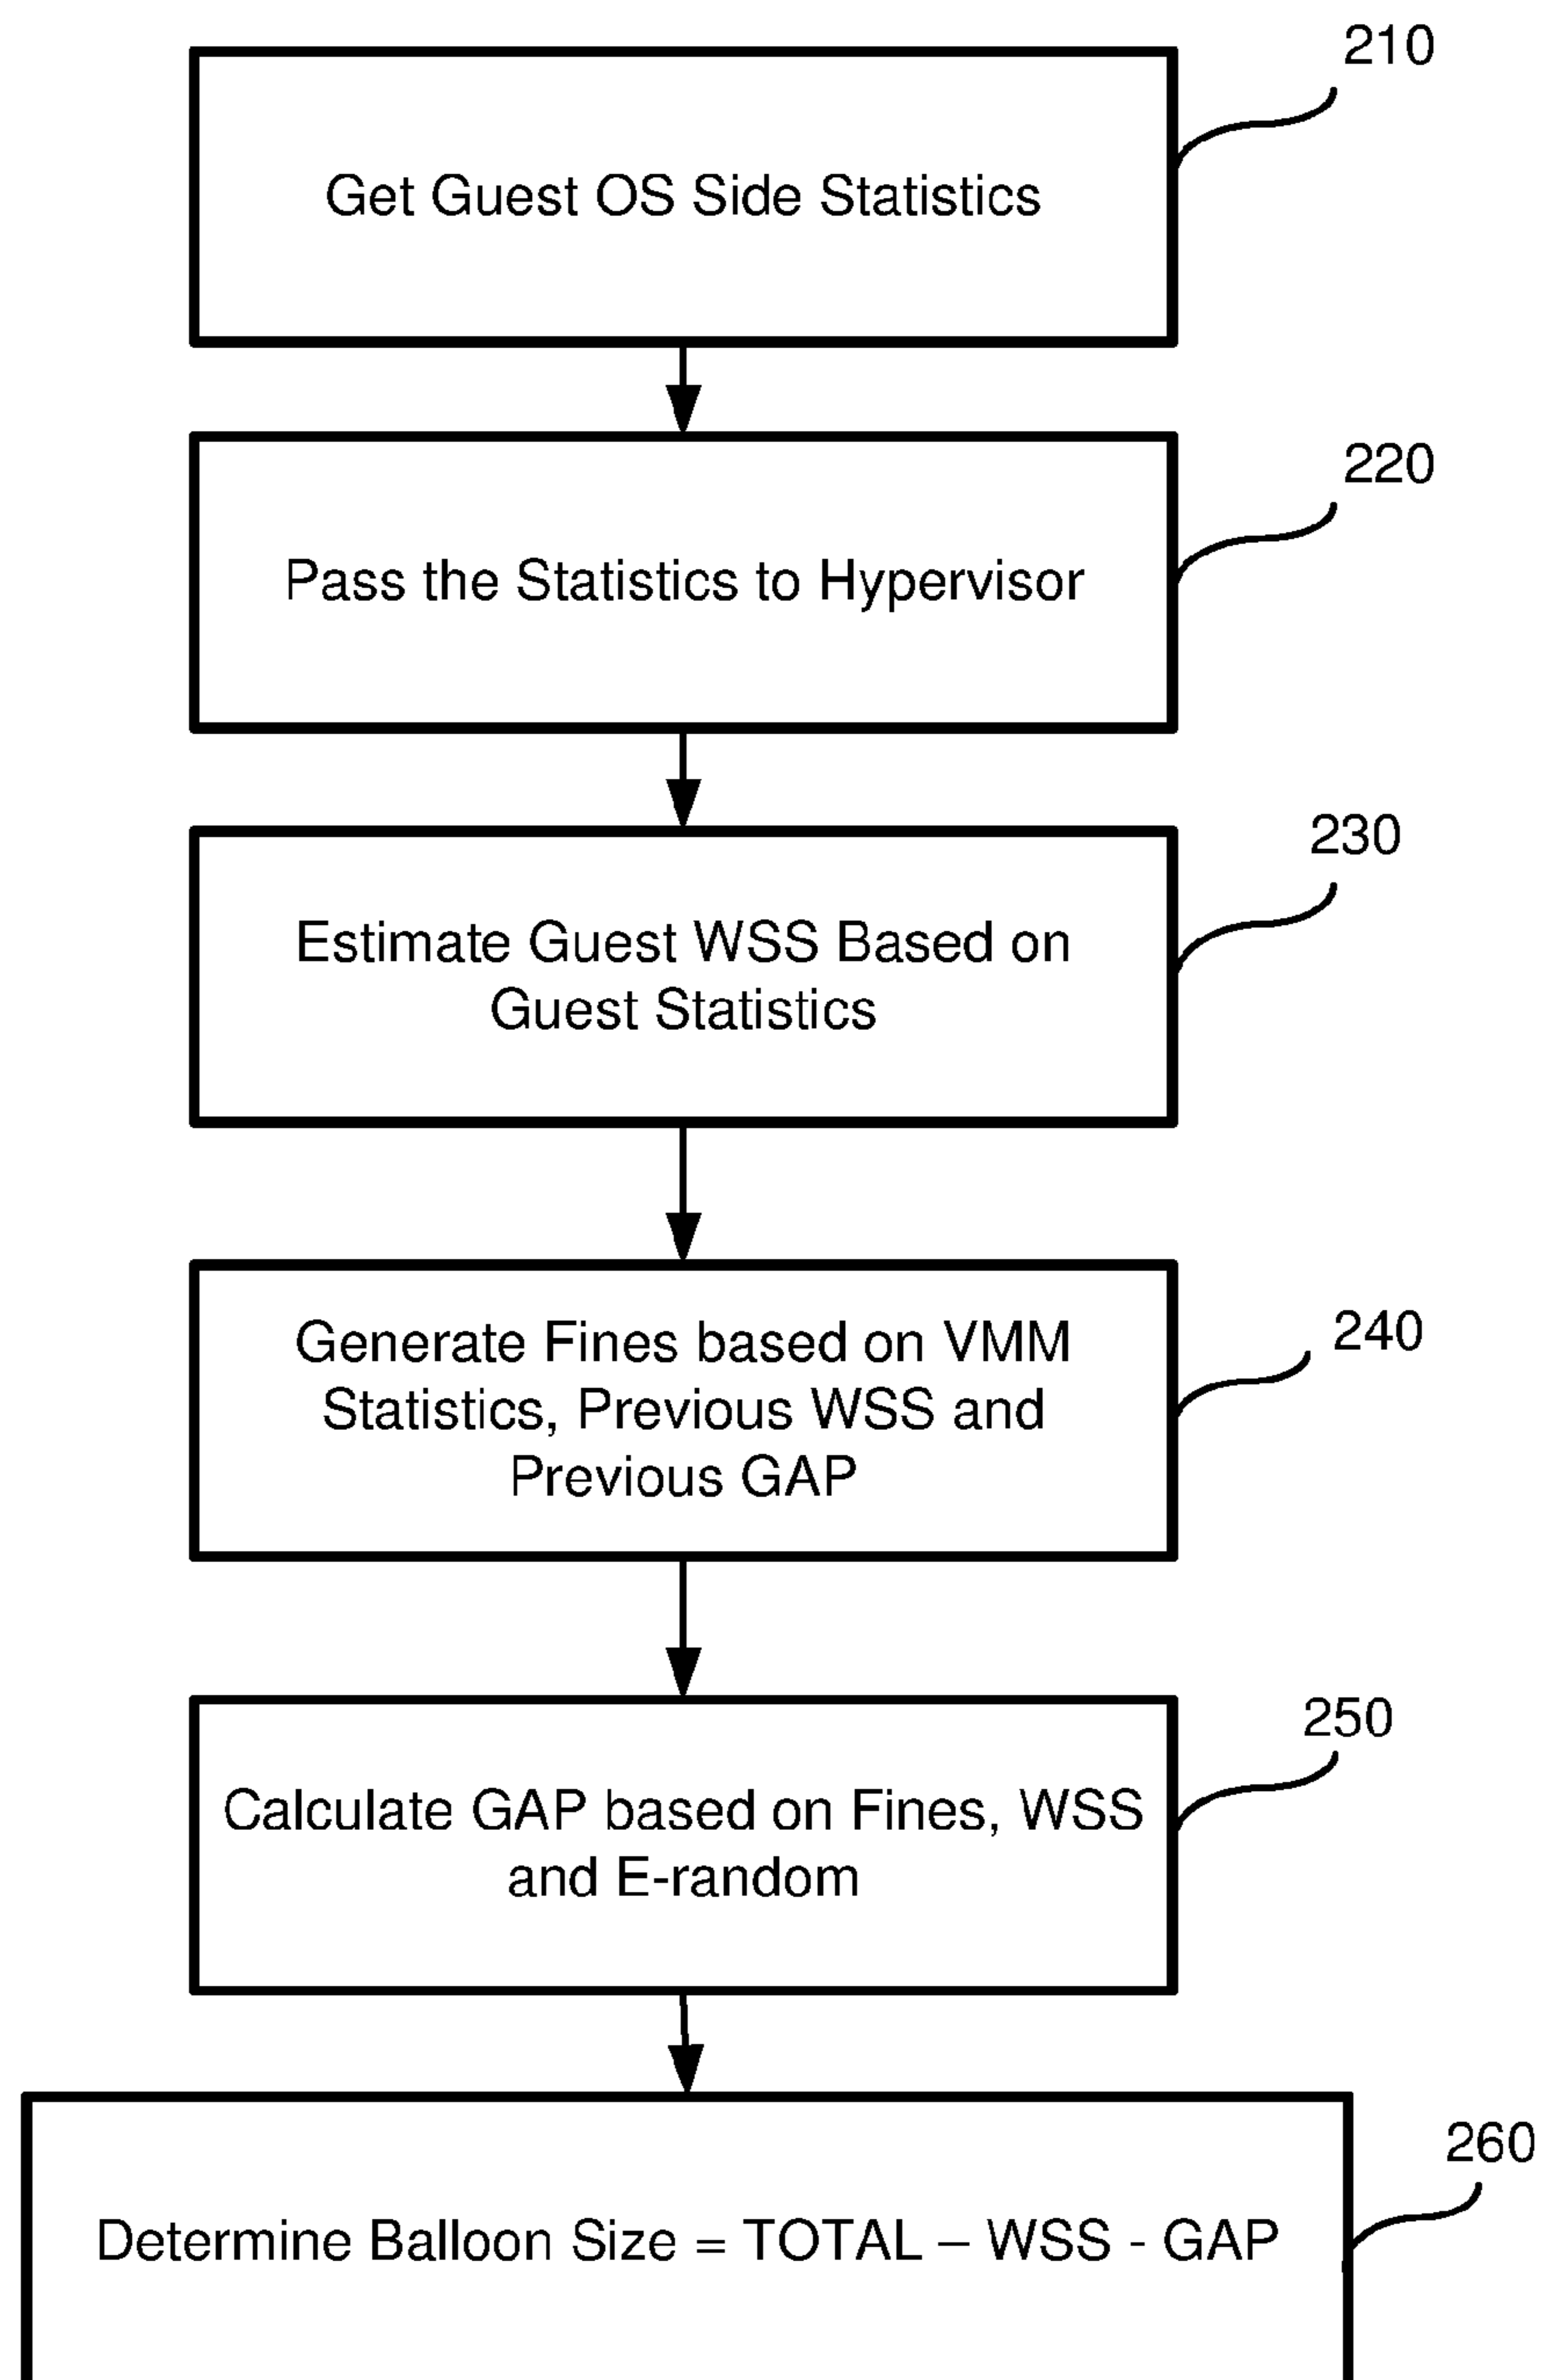 210
Get Guest OS Side Statistics
220
Pass the Statistics to Hypervisor
230
Estimate Guest WSS Based on
Guest Statistics
240
Generate Fines based on VMM
Statistics, Previous WSS and
Previous GAP
250
Calculate GAP based on Fines, WSS
and E-random
260
Determine Balloon Size = TOTAL – WSS - GAP